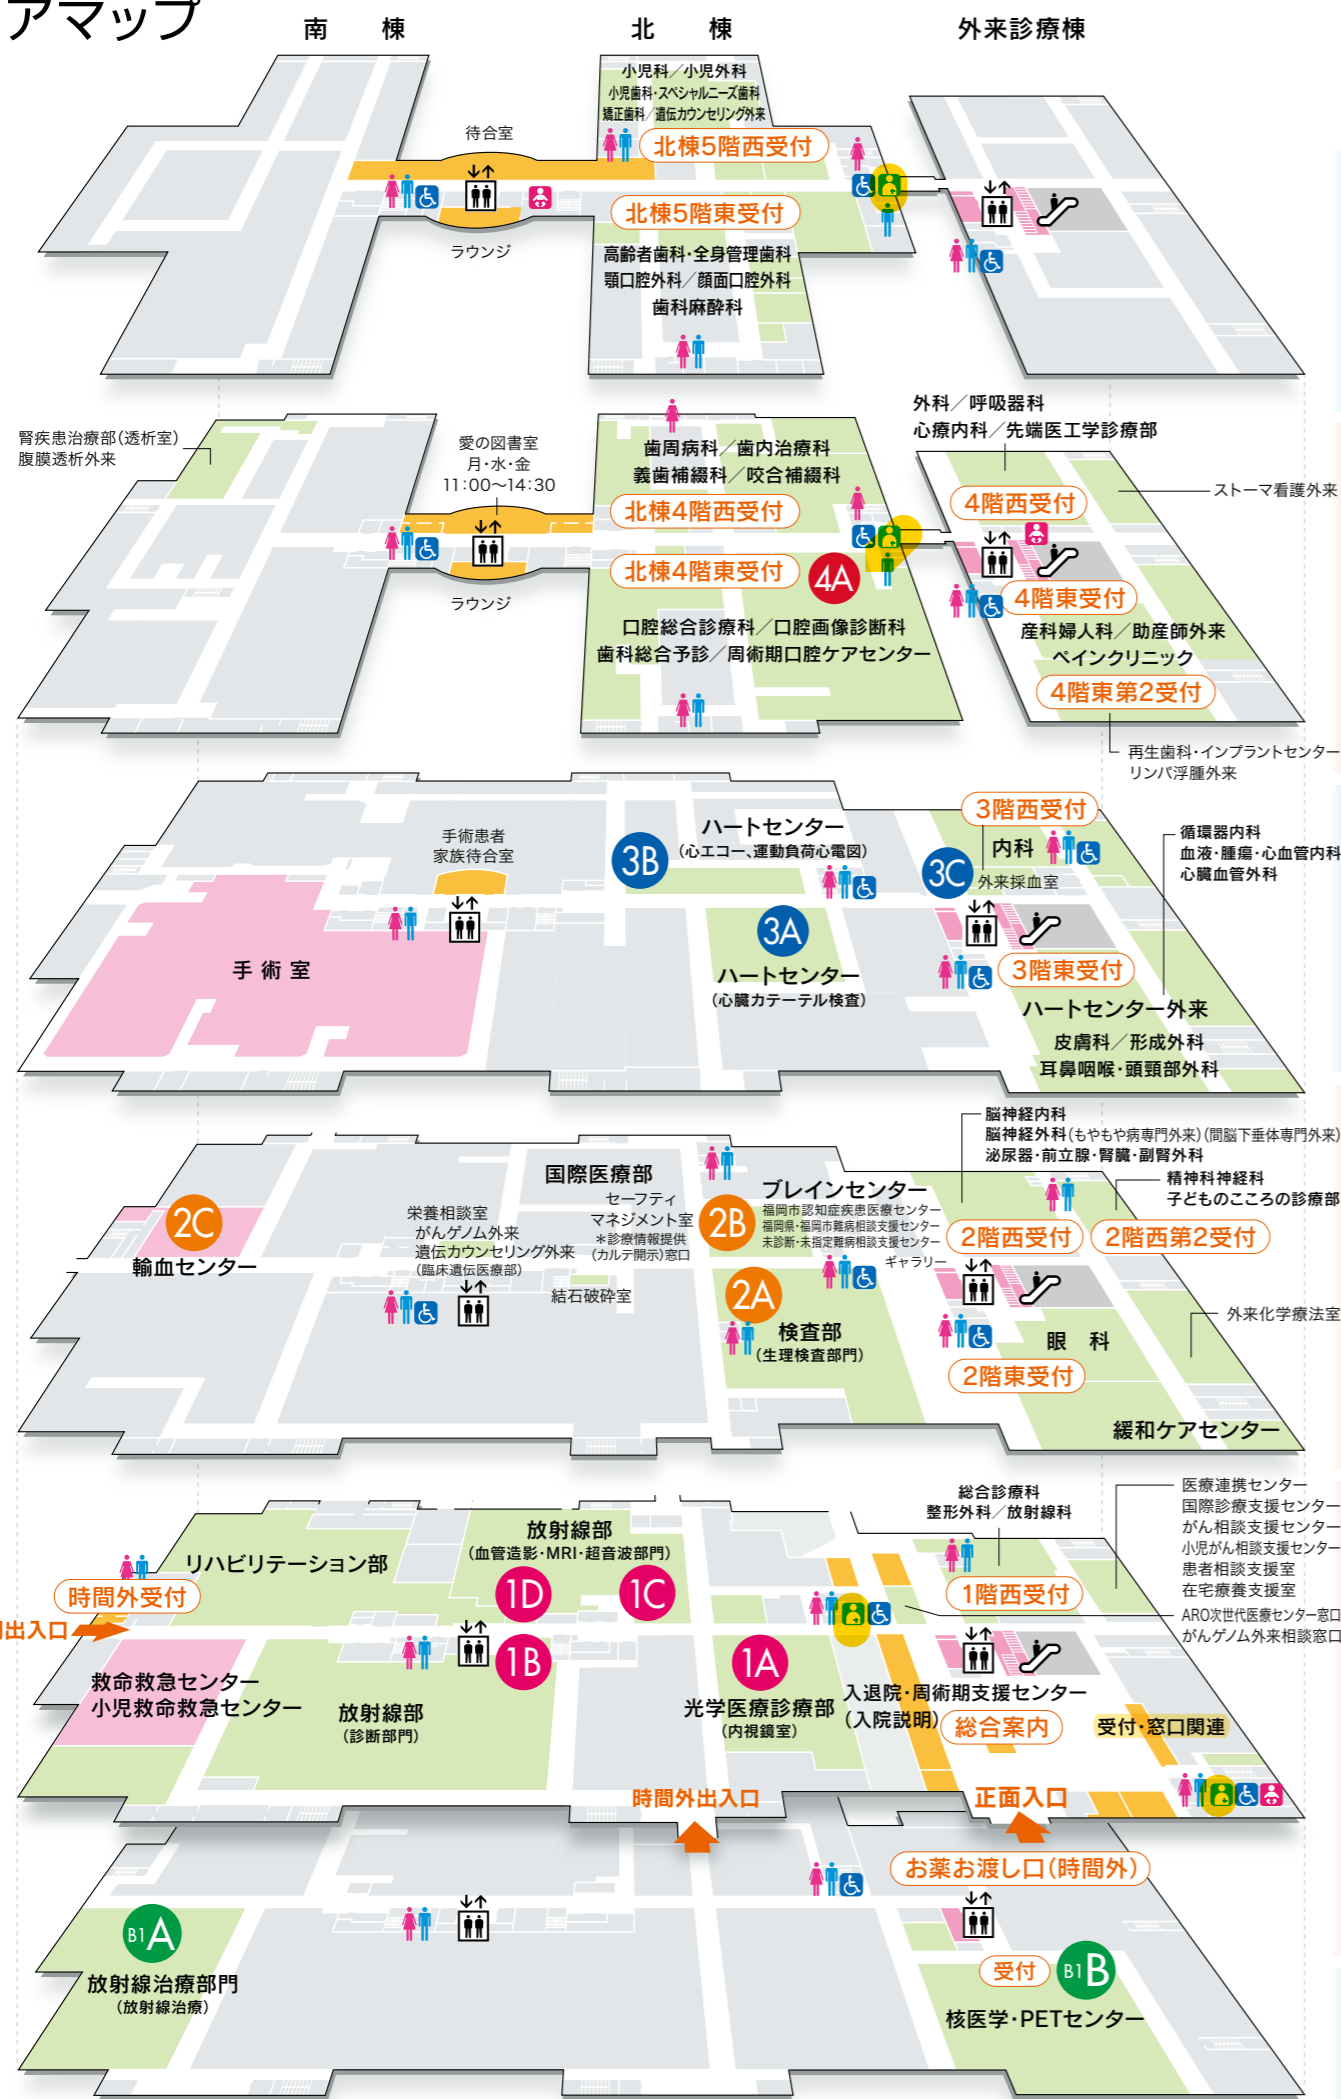 アマップ
南 棟
北 棟
外来診療棟
小児科／小児外科
小児歯科・スペシャルニーズ歯科
矯正歯科／遺伝カウンセリング外来
待合室
北棟5階西受付
北棟5階東受付
ラウンジ
高齢者歯科・全身管理歯科
顎口腔外科／顔面口腔外科
歯科麻酔科
腎疾患治療部（透析室）
腹膜透析外来
愛の図書室
月・水・金
11：00〜14：30
ラウンジ
歯周病科／歯内治療科
義歯補綴科／咬合補綴科
北棟4階西受付
北棟4階東受付
4A
口腔総合診療科／口腔画像診断科
歯科総合予診／周術期口腔ケアセンター
外科／呼吸器科
心療内科／先端医工学診療部
4階西受付
ストーマ看護外来
4階東受付
産科婦人科／助産師外来
ペインクリニック
4階東第2受付
再生歯科・インプラントセンター
リンパ浮腫外来
手術患者
家族待合室
手術室
3B
ハートセンター
（心エコー、運動負荷心電図）
3A
ハートセンター
（心臓カテーテル検査）
3階西受付
内科
3C
外来採血室
循環器内科
血液・腫瘍・心血管内科
心臓血管外科
3階東受付
ハートセンター外来
皮膚科／形成外科
耳鼻咽喉・頭頸部外科
脳神経内科
脳神経外科（もやもや病専門外来）（間脳下垂体専門外来）
泌尿器・前立腺・腎臓・副腎外科
精神科神経科
子どものこころの診療部
2C
輸血センター
栄養相談室
がんゲノム外来
遺伝カウンセリング外来
（臨床遺伝医療部）
国際医療部
セーフティ
マネジメント室
＊診療情報提供
（カルテ開示）窓口
結石破砕室
2B
ブレインセンター
福岡市認知症疾患医療センター
福岡県・福岡市難病相談支援センター
未診断・未指定難病相談支援センター
ギャラリー
2A
検査部
（生理検査部門）
2階西受付
2階西第2受付
外来化学療法室
眼 科
2階東受付
緩和ケアセンター
時間外受付
リハビリテーション部
出入口
救命救急センター
小児救命救急センター
放射線部
（血管造影・MRI・超音波部門）
1D
1C
1B
放射線部
（診断部門）
1A
光学医療診療部
（内視鏡室）
総合診療科
整形外科／放射線科
1階西受付
医療連携センター
国際診療支援センター
がん相談支援センター
小児がん相談支援センター
患者相談支援室
在宅療養支援室
ARO次世代医療センター窓口
がんゲノム外来相談窓口
入退院・周術期支援センター
（入院説明）
総合案内
受付・窓口関連
時間外出入口
正面入口
お薬お渡し口（時間外）
B1A
放射線治療部門
（放射線治療）
受付
B1B
核医学・PETセンター